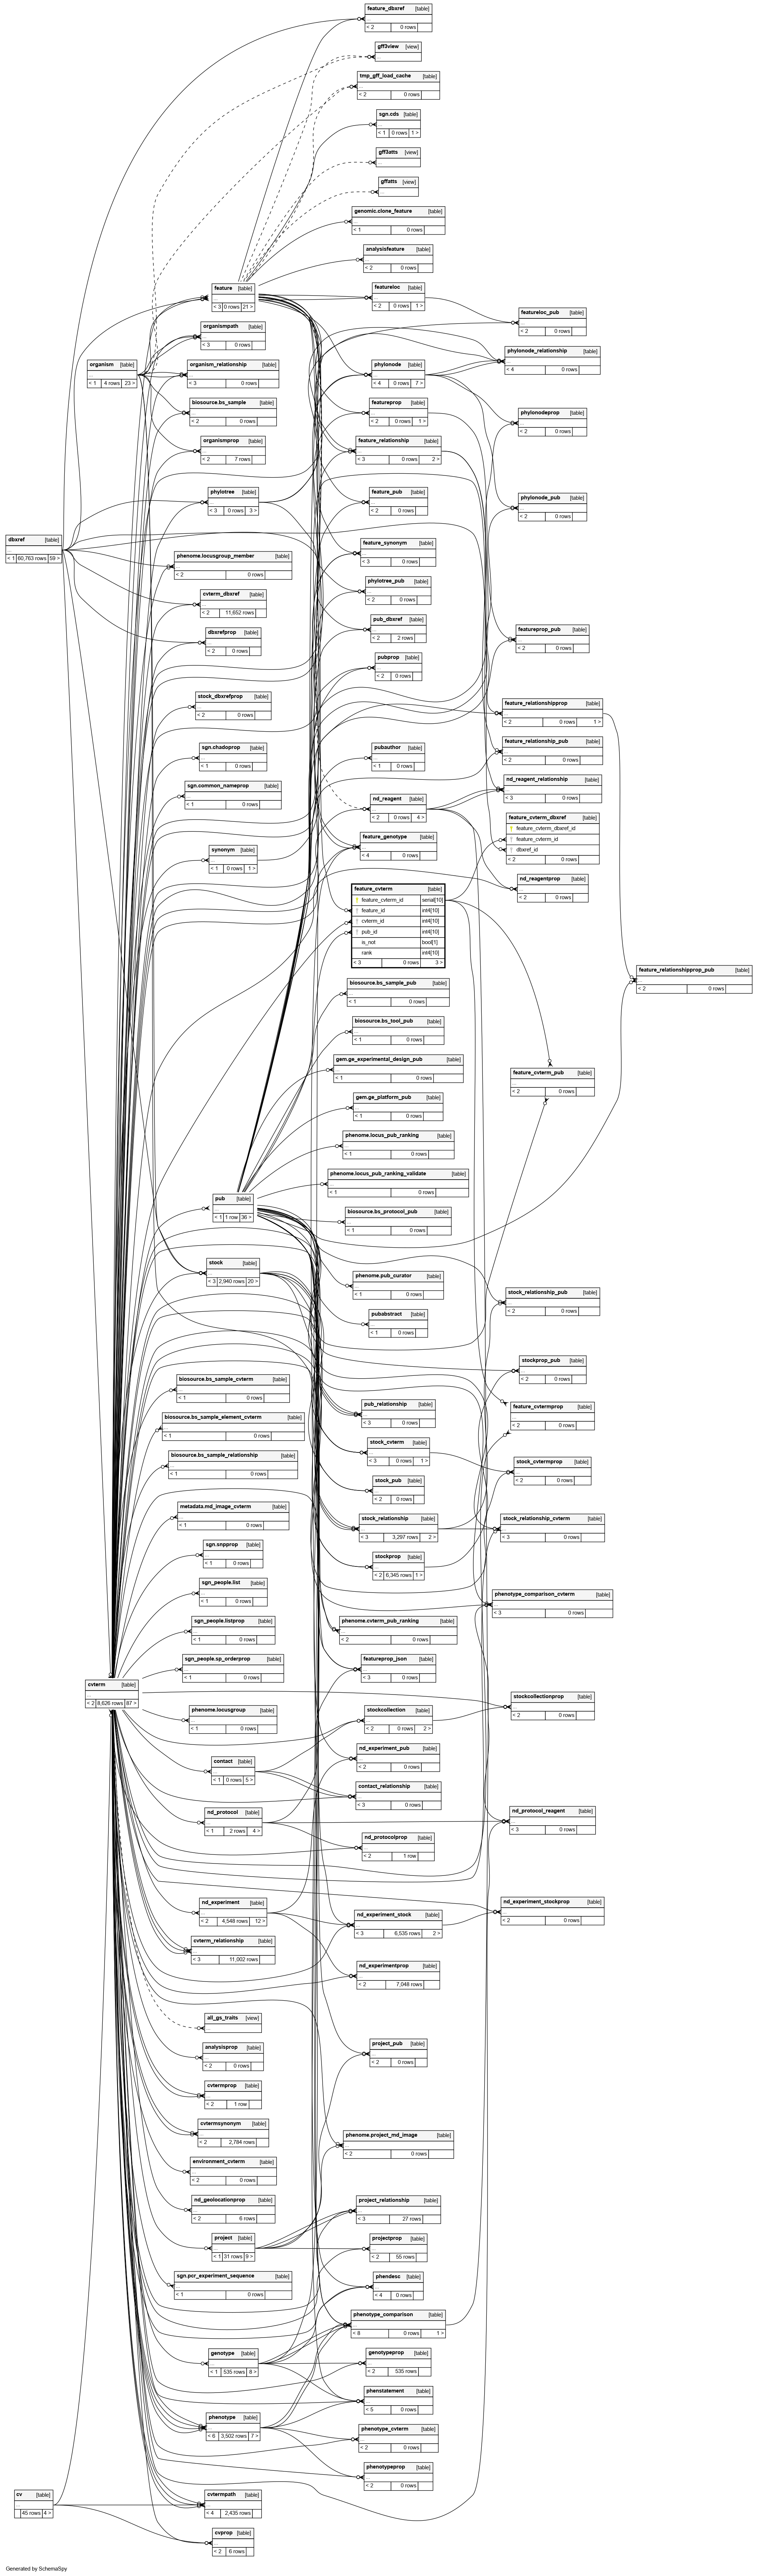 feature_dbxref [table]
...
< 2 0 rows
gff3view [view]
...
tmp_gff_load_cache [table]
...
< 2 0 rows
sgn.cds [table]
...
< 1 0 rows 1 >
gff3atts [view]
...
gffatts [view]
...
genomic.clone_feature [table]
...
< 1 0 rows
analysisfeature [table]
...
< 2 0 rows
feature [table]
...
< 3 0 rows 21 >
featureloc [table]
...
< 2 0 rows 1 >
featureloc_pub [table]
...
< 2 0 rows
organismpath [table]
...
< 3 0 rows
phylonode_relationship [table]
...
< 4 0 rows
organism [table]
...
< 1 4 rows 23 >
organism_relationship [table]
...
< 3 0 rows
phylonode [table]
...
< 4 0 rows 7 >
biosource.bs_sample [table]
...
< 2 0 rows
featureprop [table]
...
< 2 0 rows 1 >
phylonodeprop [table]
...
< 2 0 rows
organismprop [table]
...
< 2 7 rows
feature_relationship [table]
...
< 3 0 rows 2 >
phylotree [table]
...
< 3 0 rows 3 >
feature_pub [table]
...
< 2 0 rows
phylonode_pub [table]
...
< 2 0 rows
dbxref [table]
...
< 1 60,763 rows 59 >
phenome.locusgroup_member [table]
...
< 2 0 rows
feature_synonym [table]
...
< 3 0 rows
cvterm_dbxref [table]
...
< 2 11,652 rows
phylotree_pub [table]
...
< 2 0 rows
dbxrefprop [table]
...
< 2 0 rows
pub_dbxref [table]
...
< 2 2 rows
featureprop_pub [table]
...
< 2 0 rows
pubprop [table]
...
< 2 0 rows
stock_dbxrefprop [table]
...
< 2 0 rows
feature_relationshipprop [table]
...
< 2 0 rows 1 >
sgn.chadoprop [table]
...
< 1 0 rows
pubauthor [table]
...
< 1 0 rows
feature_relationship_pub [table]
...
< 2 0 rows
sgn.common_nameprop [table]
...
< 1 0 rows
nd_reagent [table]
...
< 2 0 rows 4 >
nd_reagent_relationship [table]
...
< 3 0 rows
feature_cvterm_dbxref [table]
feature_cvterm_dbxref_id
feature_cvterm_id
dbxref_id
< 2 0 rows
synonym [table]
...
< 1 0 rows 1 >
feature_genotype [table]
...
< 4 0 rows
nd_reagentprop [table]
...
< 2 0 rows
feature_cvterm [table]
feature_cvterm_id serial[10]
feature_id int4[10]
cvterm_id int4[10]
pub_id int4[10]
is_not bool[1]
rank int4[10]
< 3 0 rows 3 >
feature_relationshipprop_pub [table]
...
< 2 0 rows
biosource.bs_sample_pub [table]
...
< 1 0 rows
biosource.bs_tool_pub [table]
...
< 1 0 rows
gem.ge_experimental_design_pub [table]
...
< 1 0 rows
feature_cvterm_pub [table]
...
< 2 0 rows
gem.ge_platform_pub [table]
...
< 1 0 rows
phenome.locus_pub_ranking [table]
...
< 1 0 rows
phenome.locus_pub_ranking_validate [table]
...
< 1 0 rows
pub [table]
...
< 1 1 row 36 >
biosource.bs_protocol_pub [table]
...
< 1 0 rows
stock [table]
...
< 3 2,940 rows 20 >
phenome.pub_curator [table]
...
< 1 0 rows
stock_relationship_pub [table]
...
< 2 0 rows
pubabstract [table]
...
< 1 0 rows
stockprop_pub [table]
...
< 2 0 rows
biosource.bs_sample_cvterm [table]
...
< 1 0 rows
pub_relationship [table]
...
< 3 0 rows
feature_cvtermprop [table]
...
< 2 0 rows
biosource.bs_sample_element_cvterm [table]
...
< 1 0 rows
stock_cvterm [table]
...
< 3 0 rows 1 >
biosource.bs_sample_relationship [table]
...
< 1 0 rows
stock_cvtermprop [table]
...
< 2 0 rows
stock_pub [table]
...
< 2 0 rows
metadata.md_image_cvterm [table]
...
< 1 0 rows
stock_relationship [table]
...
< 3 3,297 rows 2 >
stock_relationship_cvterm [table]
...
< 3 0 rows
sgn.snpprop [table]
...
< 1 0 rows
stockprop [table]
...
< 2 6,345 rows 1 >
sgn_people.list [table]
...
< 1 0 rows
phenotype_comparison_cvterm [table]
...
< 3 0 rows
sgn_people.listprop [table]
...
< 1 0 rows
phenome.cvterm_pub_ranking [table]
...
< 2 0 rows
sgn_people.sp_orderprop [table]
...
< 1 0 rows
featureprop_json [table]
...
< 3 0 rows
cvterm [table]
...
< 2 8,626 rows 87 >
stockcollectionprop [table]
...
< 2 0 rows
phenome.locusgroup [table]
...
< 1 0 rows
stockcollection [table]
...
< 2 0 rows 2 >
contact [table]
...
< 1 0 rows 5 >
nd_experiment_pub [table]
...
< 2 0 rows
contact_relationship [table]
...
< 3 0 rows
nd_protocol [table]
...
< 1 2 rows 4 >
nd_protocol_reagent [table]
...
< 3 0 rows
nd_protocolprop [table]
...
< 2 1 row
nd_experiment [table]
...
< 2 4,548 rows 12 >
nd_experiment_stock [table]
...
< 3 6,535 rows 2 >
nd_experiment_stockprop [table]
...
< 2 0 rows
cvterm_relationship [table]
...
< 3 11,002 rows
nd_experimentprop [table]
...
< 2 7,048 rows
all_gs_traits [view]
...
analysisprop [table]
...
< 2 0 rows
project_pub [table]
...
< 2 0 rows
cvtermprop [table]
...
< 2 1 row
cvtermsynonym [table]
...
< 2 2,784 rows
phenome.project_md_image [table]
...
< 2 0 rows
environment_cvterm [table]
...
< 2 0 rows
nd_geolocationprop [table]
...
< 2 6 rows
project_relationship [table]
...
< 3 27 rows
project [table]
...
< 1 31 rows 9 >
projectprop [table]
...
< 2 55 rows
sgn.pcr_experiment_sequence [table]
...
< 1 0 rows
phendesc [table]
...
< 4 0 rows
phenotype_comparison [table]
...
< 8 0 rows 1 >
genotype [table]
...
< 1 535 rows 8 >
genotypeprop [table]
...
< 2 535 rows
phenstatement [table]
...
< 5 0 rows
phenotype [table]
...
< 6 3,502 rows 7 >
phenotype_cvterm [table]
...
< 2 0 rows
phenotypeprop [table]
...
< 2 0 rows
cv [table]
...
45 rows 4 >
cvtermpath [table]
...
< 4 2,435 rows
cvprop [table]
...
< 2 6 rows
Generated by SchemaSpy